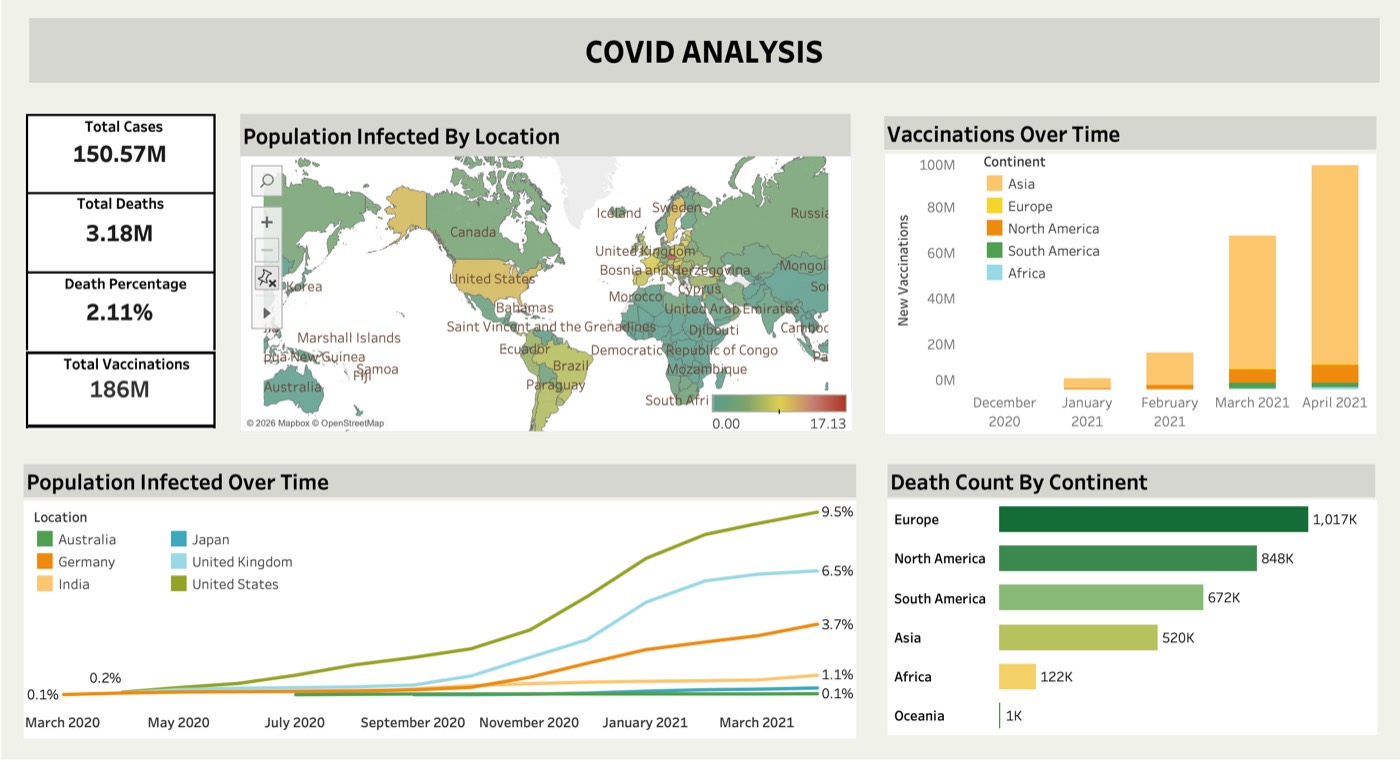 COVID ANALYSIS
Total Cases
150.57M
Total Deaths
3.18M
Death Percentage
2.11%
Total Vaccinations
186M
Population Infected By Location
Iceland
Sweden
Russia
Canada
United Kingdom
Bosnia and Herzegovina
Mongol
United States
Korea
Cyprus
So
Morocco
Bahamas
United Arab Emirates
Saint Vincent and the Grenadines
Djibouti
Camboc
Marshall Islands
Ecuador
Democratic Republic of Congo
pua New Guinea
Pa
Samoa
Fiji
Brazil
Mozambique
Australia
Paraguay
South Afri
0.00
17.13
© 2026 Mapbox © OpenStreetMap
Vaccinations Over Time
New Vaccinations
100M
80M
60M
40M
20M
0M
Continent
Asia
Europe
North America
South America
Africa
December
2020
January
2021
February
2021
March 2021
April 2021
Population Infected Over Time
Location
Australia
Germany
India
Japan
United Kingdom
United States
9.5%
6.5%
3.7%
1.1%
0.1%
0.2%
0.1%
March 2020
May 2020
July 2020
September 2020
November 2020
January 2021
March 2021
Death Count By Continent
Europe
1,017K
North America
848K
South America
672K
Asia
520K
Africa
122K
Oceania
1K